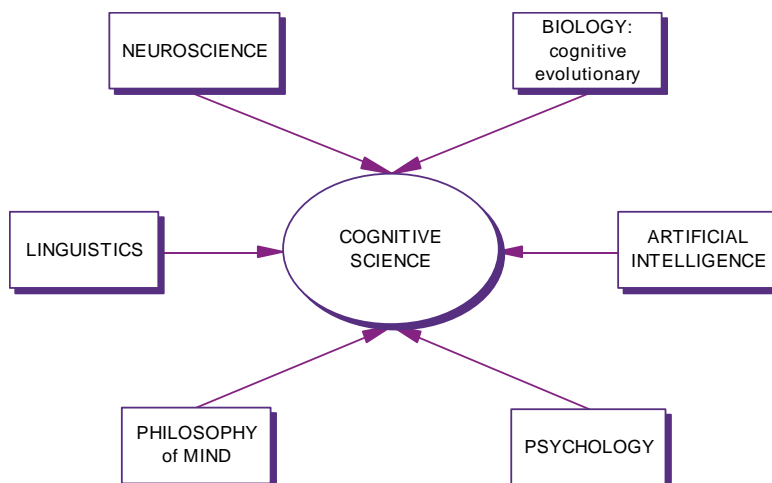 NEUROSCIENCE
BIOLOGY:
cognitive
evolutionary
LINGUISTICS
COGNITIVE
SCIENCE
ARTIFICIAL
INTELLIGENCE
PHILOSOPHY
of MIND
PSYCHOLOGY